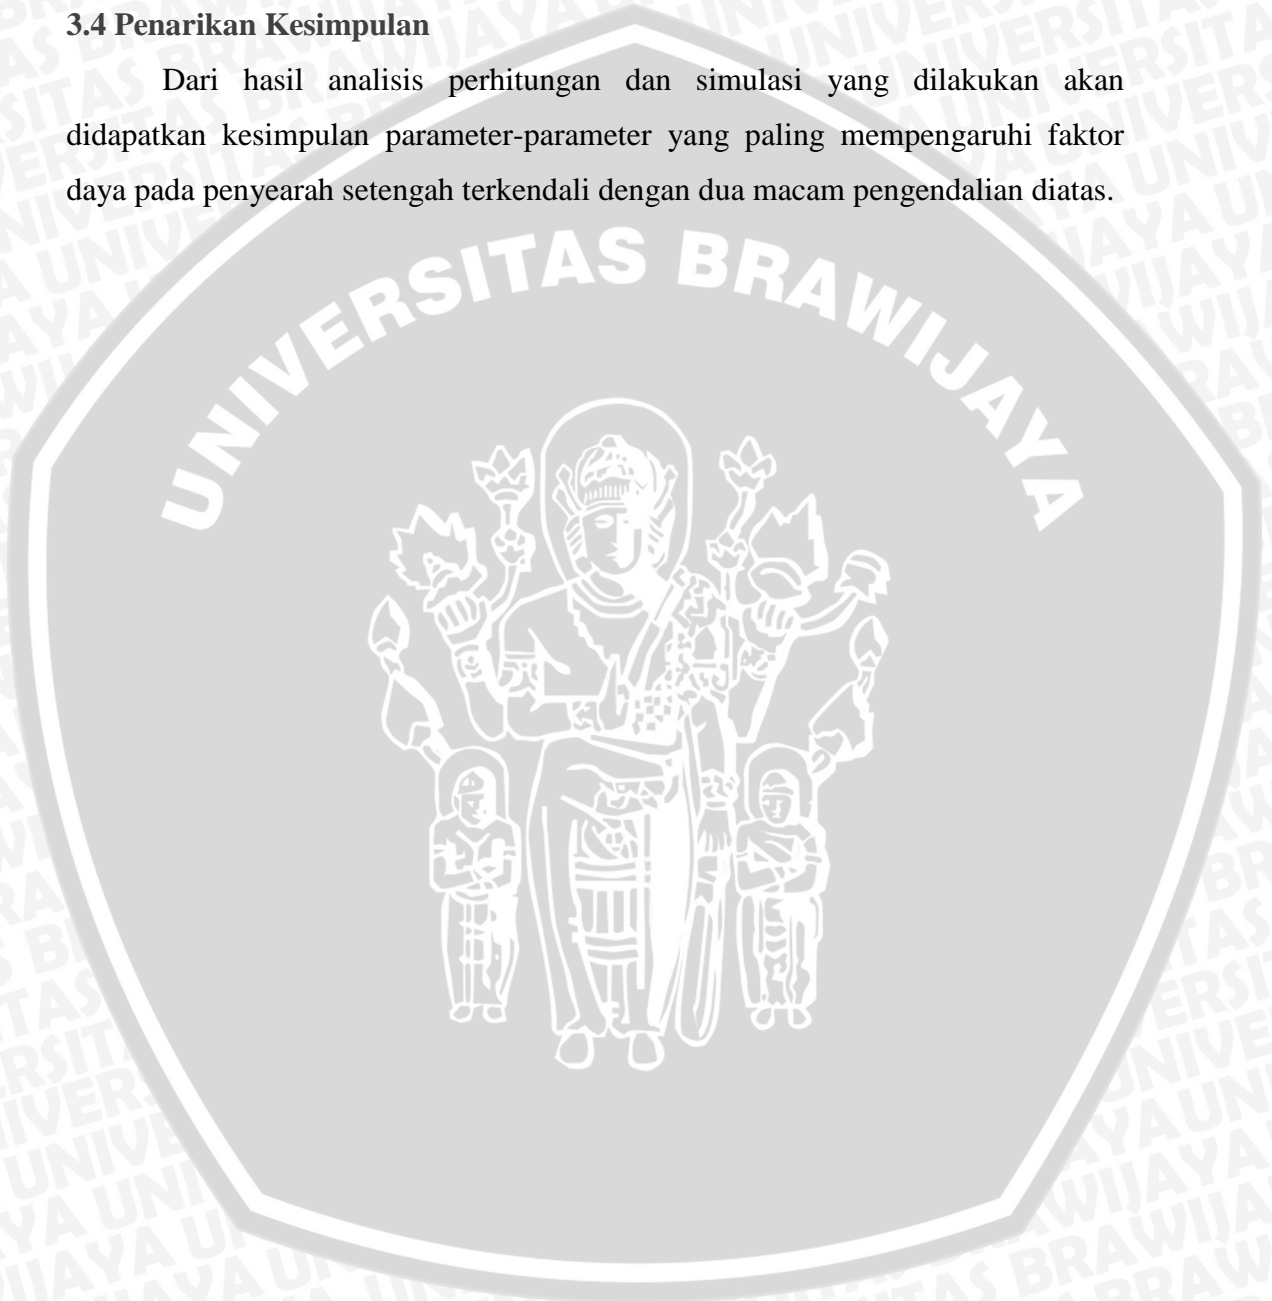 3.4 Penarikan Kesimpulan
Dari hasil analisis perhitungan dan simulasi yang dilakukan akan
didapatkan kesimpulan parameter-parameter yang paling mempengaruhi faktor
daya pada penyearah setengah terkendali dengan dua macam pengendalian diatas.
UNIVERSITAS BRAWIJAYA